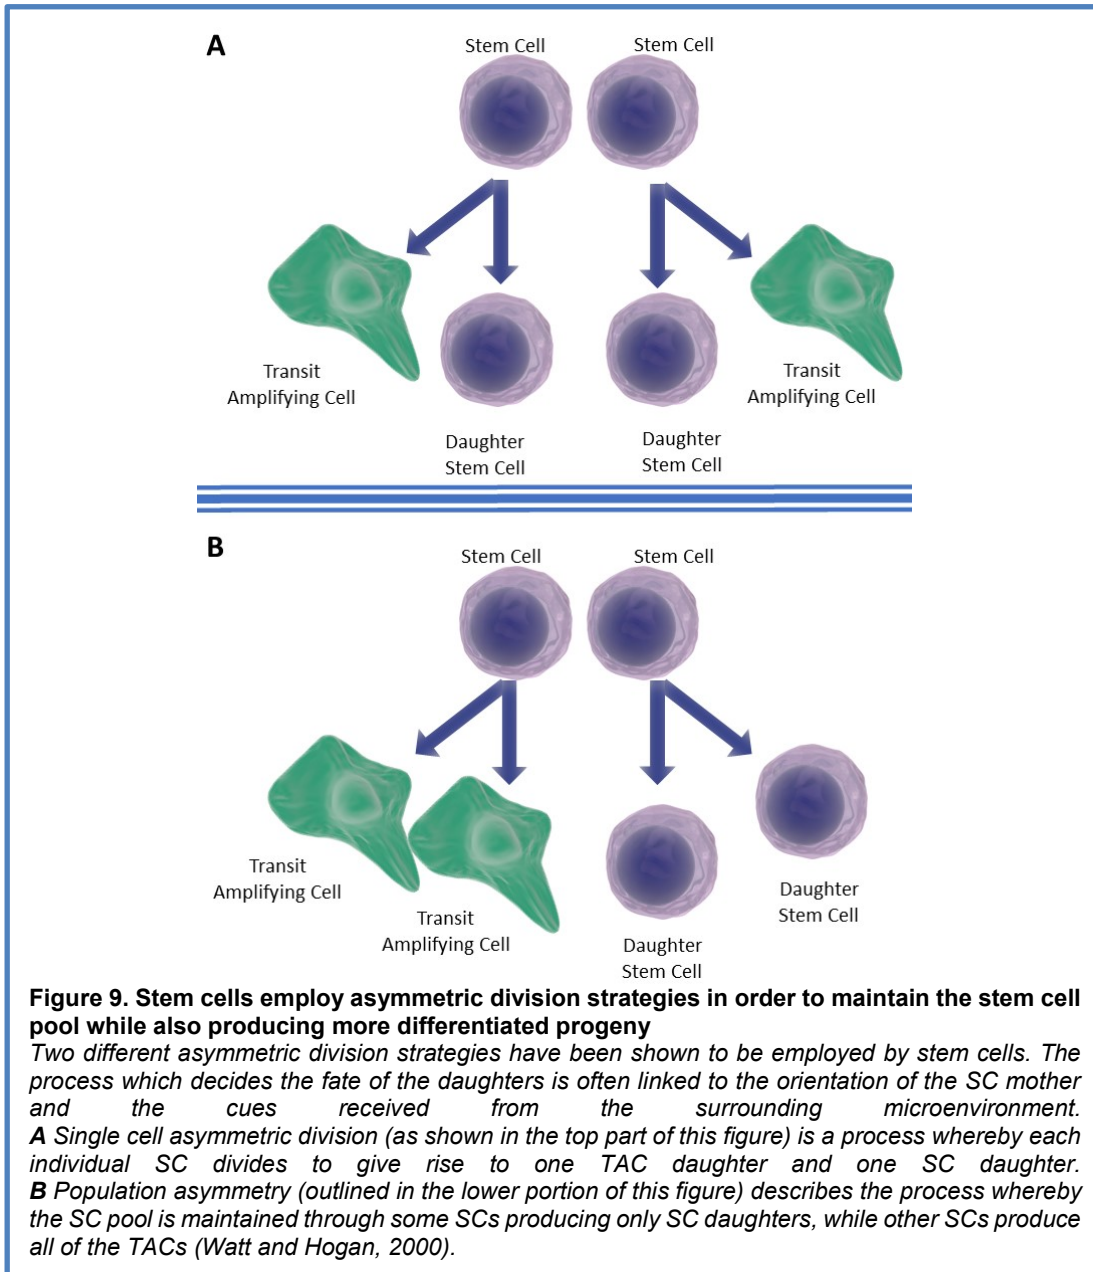 A
Stem Cell
Stem Cell
Transit
Amplifying Cell
Daughter
Stem Cell
Daughter
Stem Cell
Transit
Amplifying Cell
B
Stem Cell
Stem Cell
Transit
Amplifying Cell
Transit
Amplifying Cell
Daughter
Stem Cell
Daughter
Stem Cell
Figure 9. Stem cells employ asymmetric division strategies in order to maintain the stem cell
pool while also producing more differentiated progeny
Two different asymmetric division strategies have been shown to be employed by stem cells. The
process which decides the fate of the daughters is often linked to the orientation of the SC mother
and the cues received from the surrounding microenvironment.
A Single cell asymmetric division (as shown in the top part of this figure) is a process whereby each
individual SC divides to give rise to one TAC daughter and one SC daughter.
B Population asymmetry (outlined in the lower portion of this figure) describes the process whereby
the SC pool is maintained through some SCs producing only SC daughters, while other SCs produce
all of the TACs (Watt and Hogan, 2000).